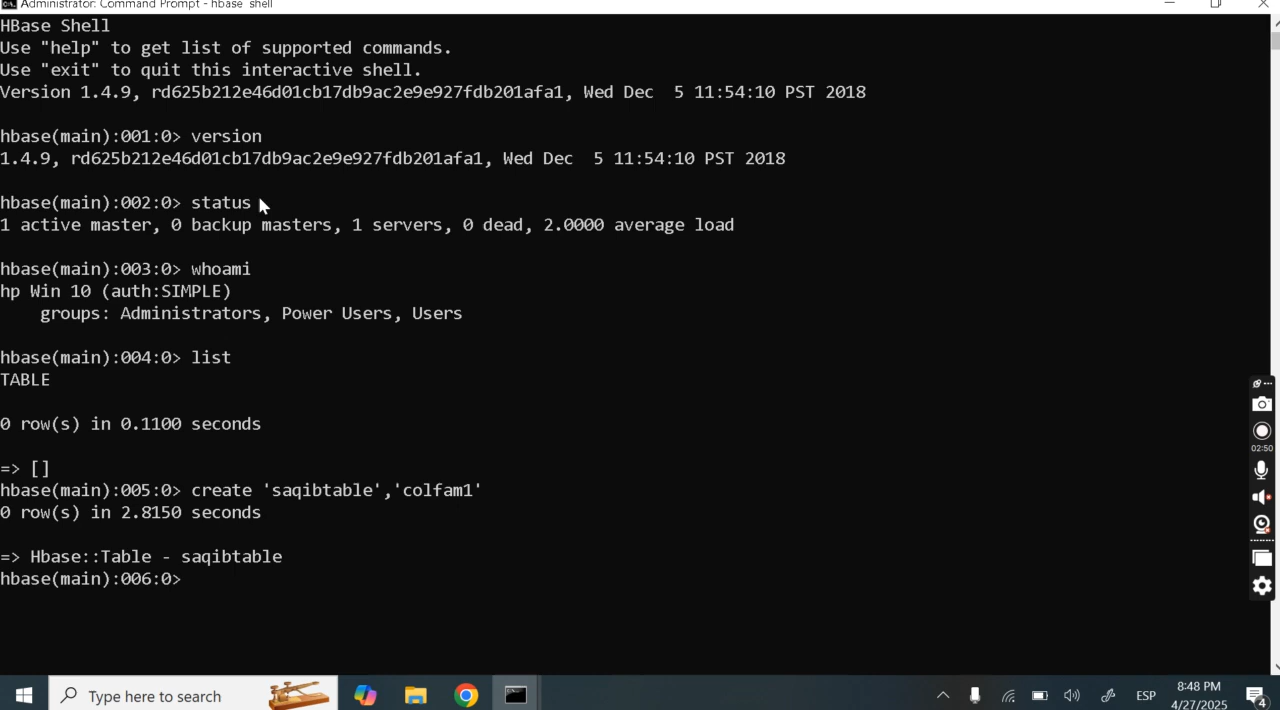 Administrator: Command Prompt - hbase shell
HBase Shell
Use "help" to get list of supported commands.
Use "exit" to quit this interactive shell.
Version 1.4.9, rd625b212e46d01cb17db9ac2e9e927fdb201afa1, Wed Dec  5 11:54:10 PST 2018
hbase(main):001:0> version
1.4.9, rd625b212e46d01cb17db9ac2e9e927fdb201afa1, Wed Dec  5 11:54:10 PST 2018
hbase(main):002:0> status
1 active master, 0 backup masters, 1 servers, 0 dead, 2.0000 average load
hbase(main):003:0> whoami
hp Win 10 (auth:SIMPLE)
    groups: Administrators, Power Users, Users
hbase(main):004:0> list
TABLE
0 row(s) in 0.1100 seconds
=> []
hbase(main):005:0> create 'saqibtable','colfam1'
0 row(s) in 2.8150 seconds
=> Hbase::Table - saqibtable
hbase(main):006:0>
02:50
Type here to search
ESP
8:48 PM
4/27/2025
4